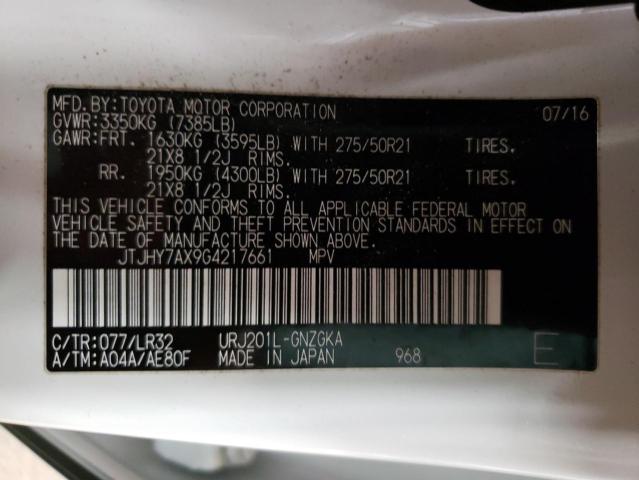 MFD. BY: TOYOTA MOTOR CORPORATION 07/16
GVWR: 3350KG (7385LB)
GAWR: FRT. 1630KG (3595LB) WITH 275/50R21 TIRES,
21X8 1/2J RIMS.
RR. 1950KG (4300LB) WITH 275/50R21 TIRES,
21X8 1/2J RIMS.
THIS VEHICLE CONFORMS TO ALL APPLICABLE FEDERAL MOTOR
VEHICLE SAFETY AND THEFT PREVENTION STANDARDS IN EFFECT ON
THE DATE OF MANUFACTURE SHOWN ABOVE.
JTJHY7AX9G4217661 MPV
C/TR: 077/LR32 URJ201L-GNZGKA
A/TM: A04A/AE80F MADE IN JAPAN 968 E